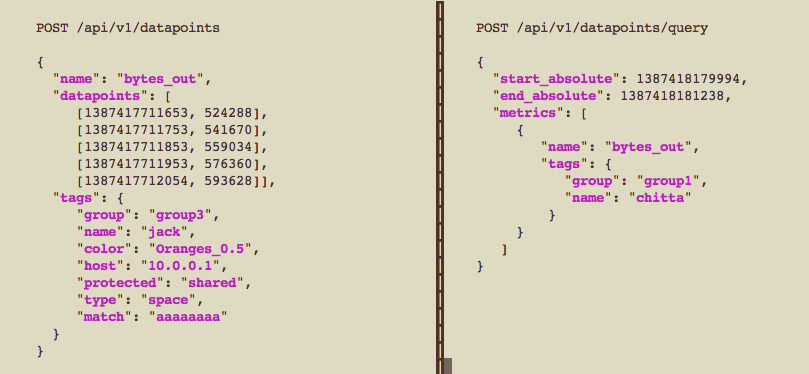 POST /api/v1/datapoints
{
"name": "bytes_out",
"datapoints": [
[1387417711653, 524288],
[1387417711753, 541670],
[1387417711853, 559034],
[1387417711953, 576360],
[1387417712054, 593628]],
"tags": {
"group": "group3",
"name": "jack",
"color": "Oranges_0.5",
"host": "10.0.0.1",
"protected": "shared",
"type": "space",
"match": "aaaaaaaa"
}
}
POST /api/v1/datapoints/query
{
"start_absolute": 1387418179994,
"end_absolute": 1387418181238,
"metrics": [
{
"name": "bytes_out",
"tags": {
"group": "group1",
"name": "chitta"
}
}
]
}